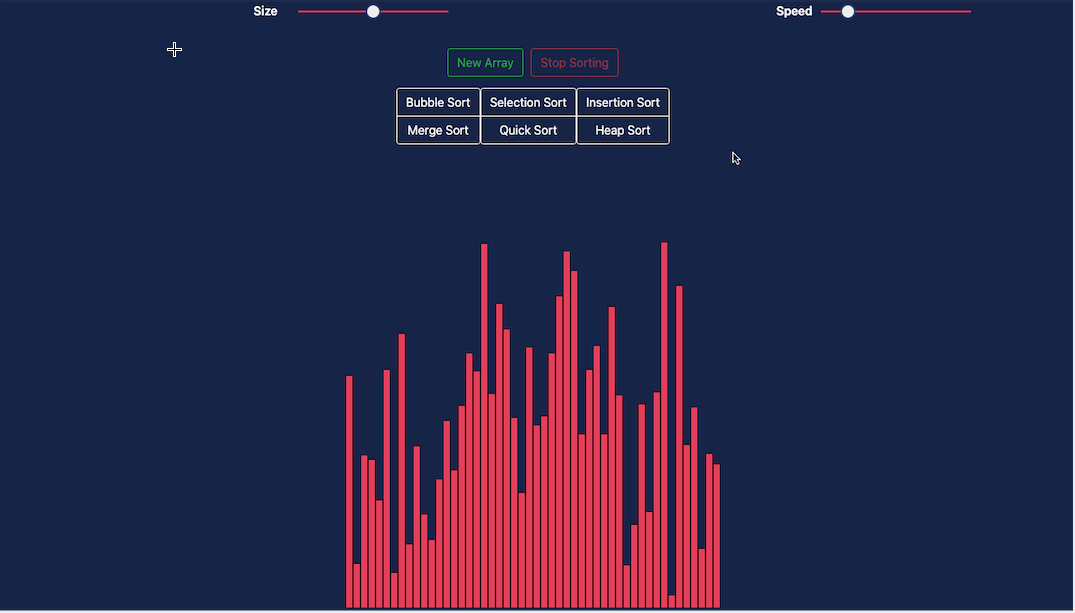 Size Speed
New Array Stop Sorting
Bubble Sort Selection Sort Insertion Sort
Merge Sort Quick Sort Heap Sort